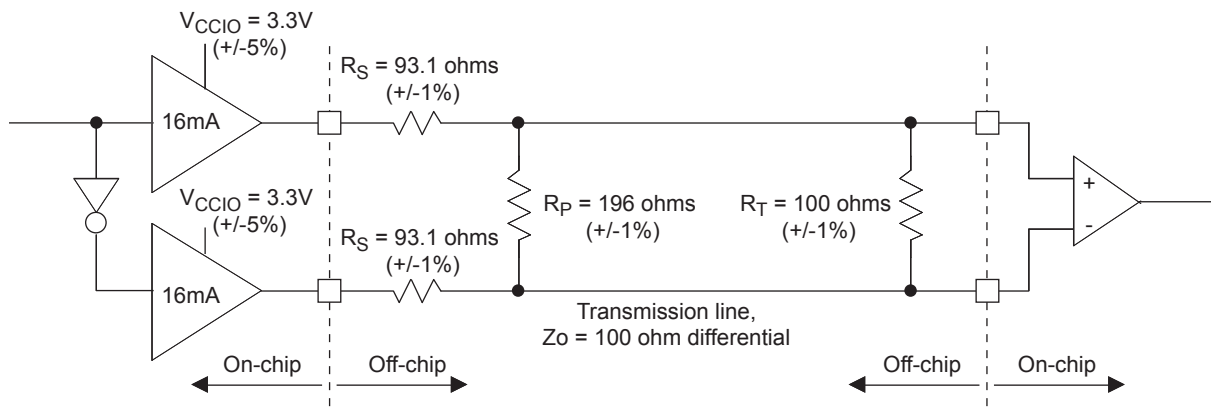 VCCIO = 3.3V
(+/-5%)
16mA
RS = 93.1 ohms
(+/-1%)
VCCIO = 3.3V
(+/-5%)
16mA
RS = 93.1 ohms
(+/-1%)
RP = 196 ohms
(+/-1%)
RT = 100 ohms
(+/-1%)
+
-
Transmission line,
Zo = 100 ohm differential
On-chip
Off-chip
Off-chip
On-chip